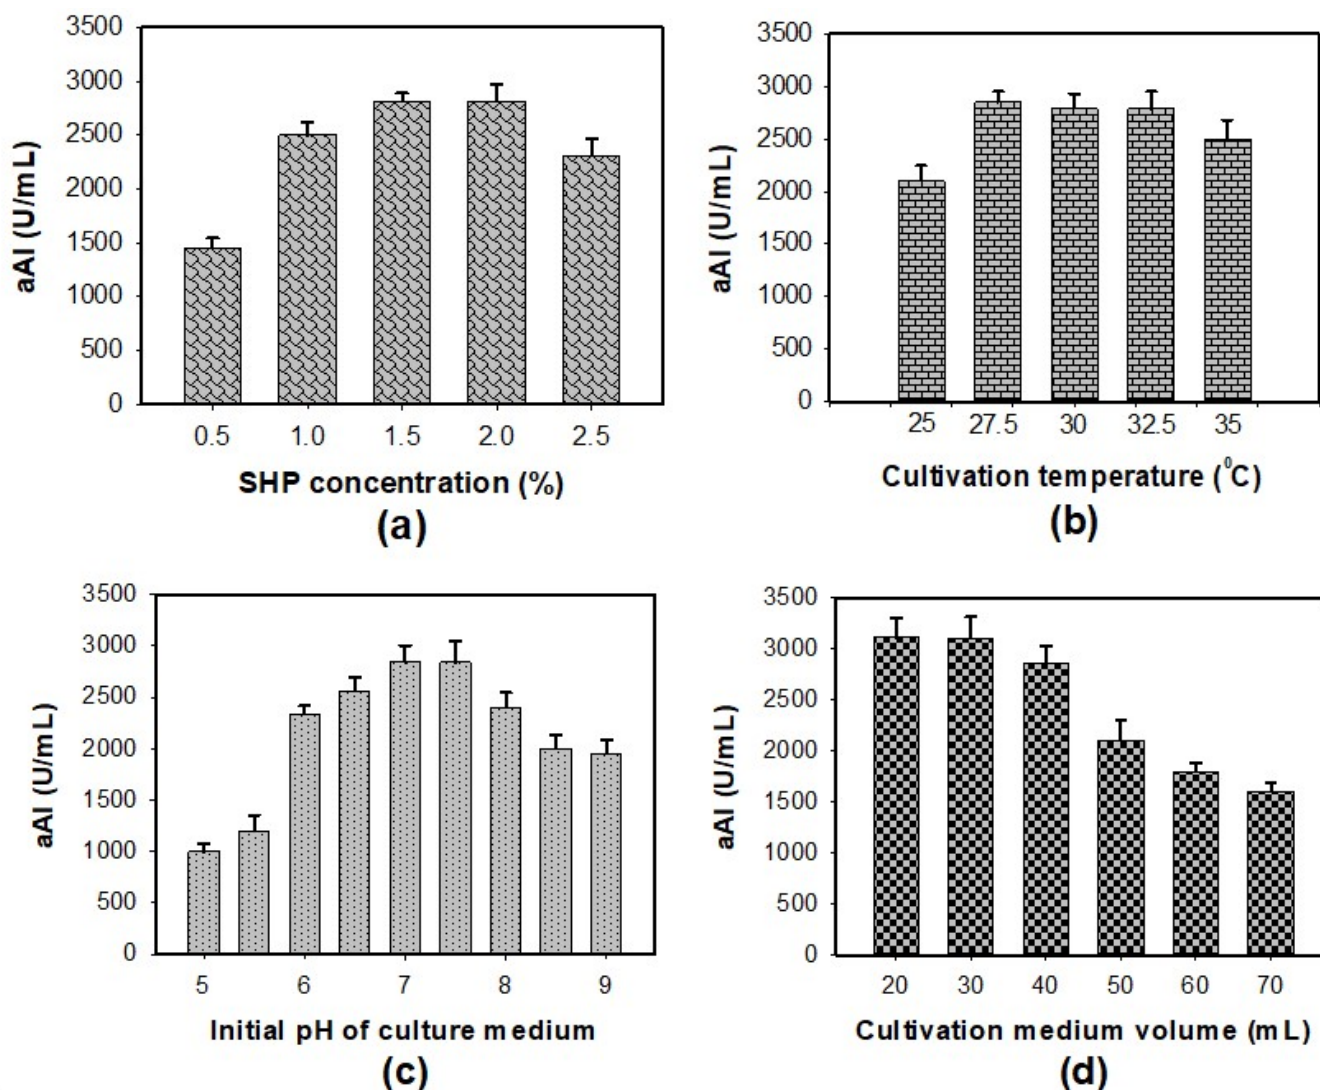 3500
3000
2500
2000
1500
1000
500
0
aAI (U/mL)
0.5 1.0 1.5 2.0 2.5
SHP concentration (%)
(a)
3500
3000
2500
2000
1500
1000
500
0
aAI (U/mL)
25 27.5 30 32.5 35
Cultivation temperature (⁰C)
(b)
3500
3000
2500
2000
1500
1000
500
0
aAI (U/mL)
5 6 7 8 9
Initial pH of culture medium
(c)
3500
3000
2500
2000
1500
1000
500
0
aAI (U/mL)
20 30 40 50 60 70
Cultivation medium volume (mL)
(d)